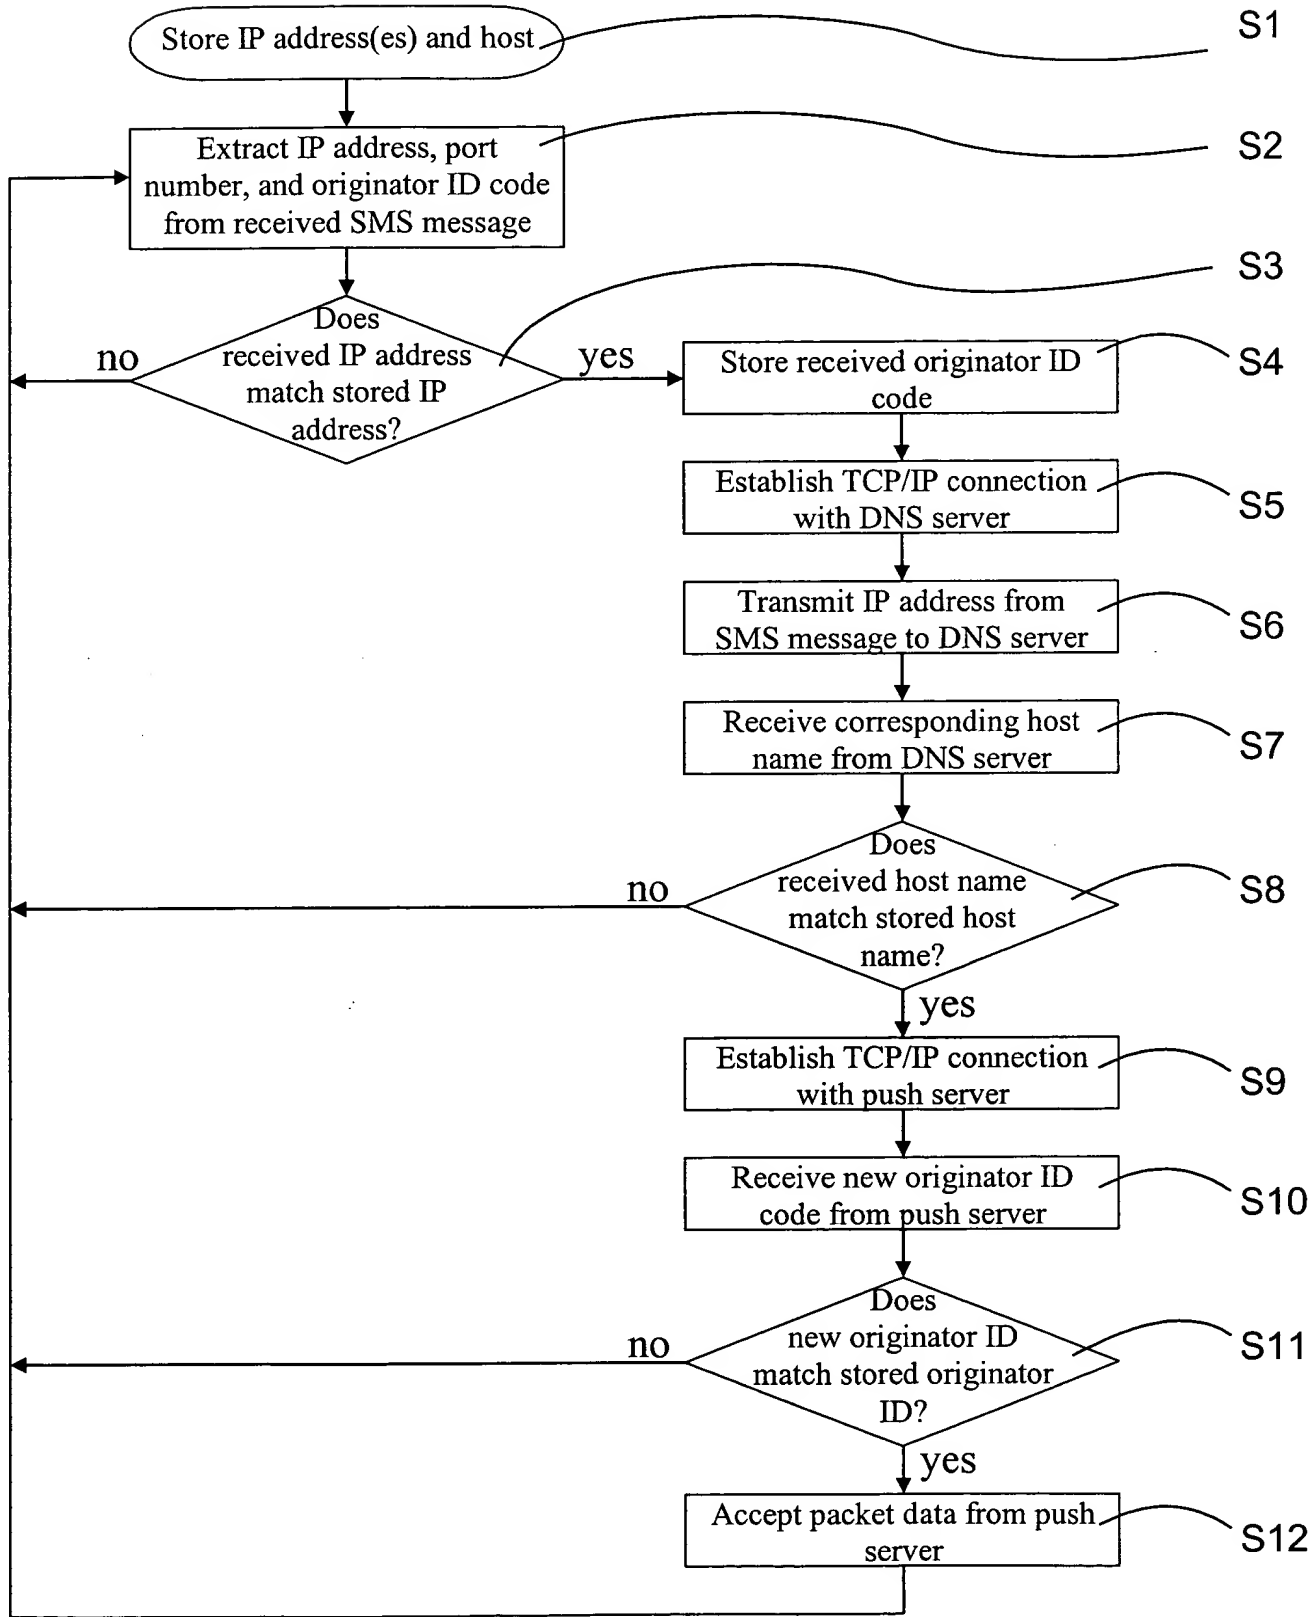 Store IP address(es) and host
S1
Extract IP address, port
number, and originator ID code
from received SMS message
S2
Does
received IP address
match stored IP
address?
S3
no
yes
Store received originator ID
code
S4
Establish TCP/IP connection
with DNS server
S5
Transmit IP address from
SMS message to DNS server
S6
Receive corresponding host
name from DNS server
S7
Does
received host name
match stored host
name?
S8
no
yes
Establish TCP/IP connection
with push server
S9
Receive new originator ID
code from push server
S10
Does
new originator ID
match stored originator
ID?
S11
no
yes
Accept packet data from push
server
S12